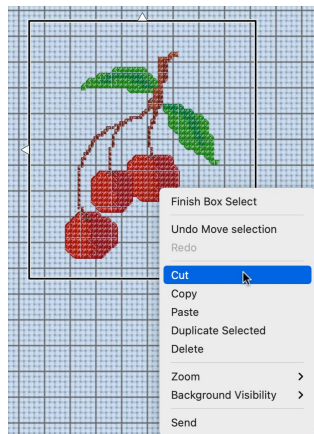 Finish Box Select
Undo Move selection
Redo
Cut
Copy
Paste
Duplicate Selected
Delete
Zoom
Background Visibility
Send